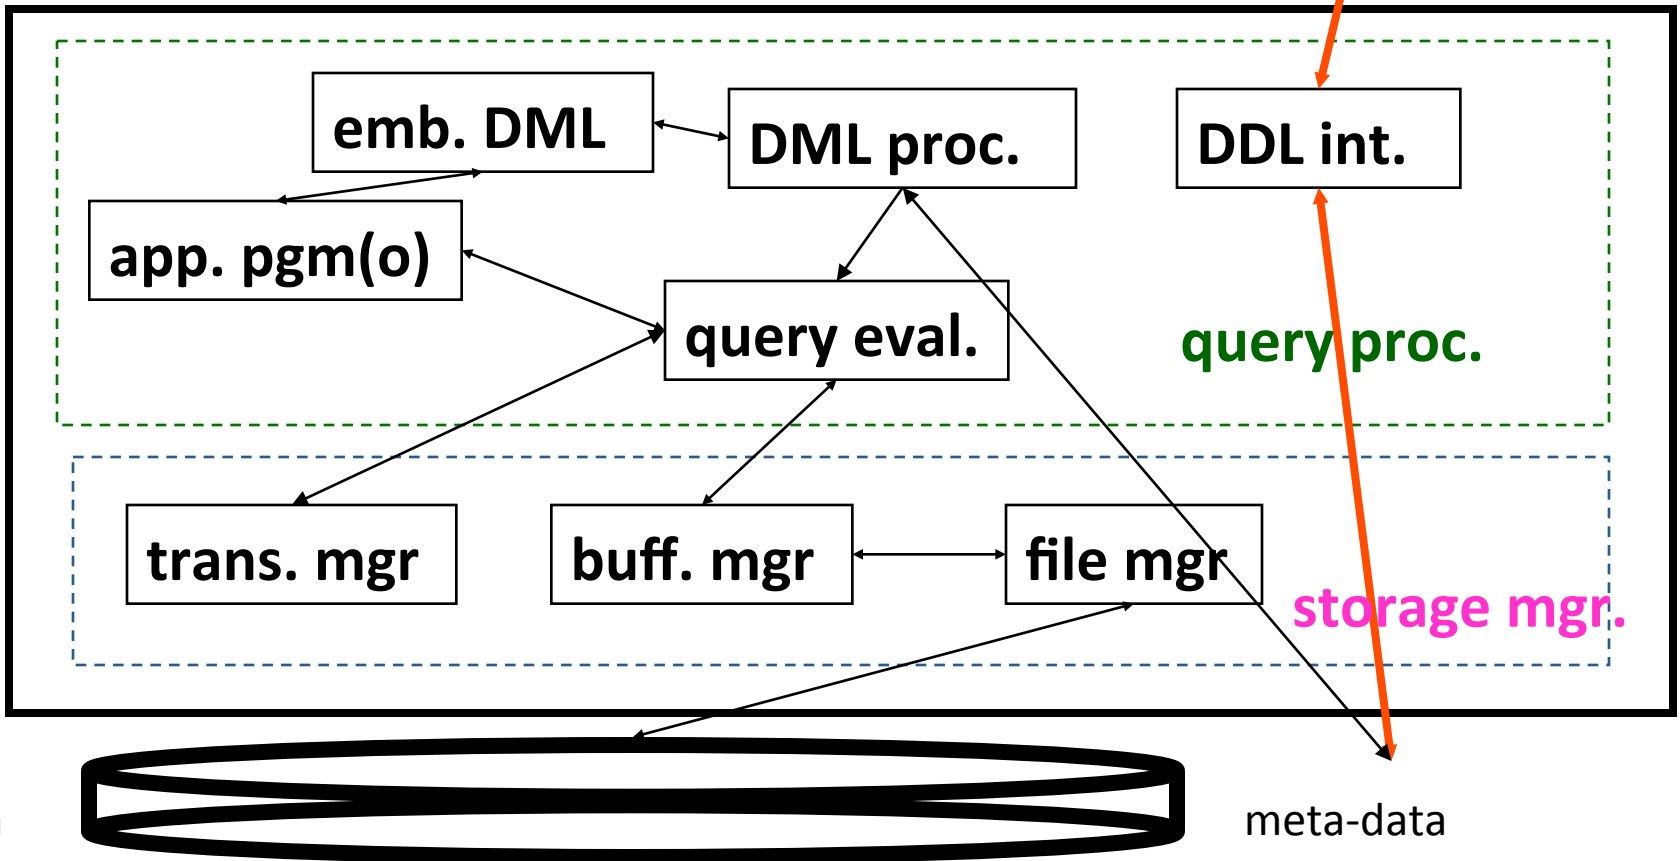 emb. DML
DML proc.
DDL int.
app. pgm(o)
query eval.
query proc.
trans. mgr
buff. mgr
file mgr
storage mgr.
meta-data